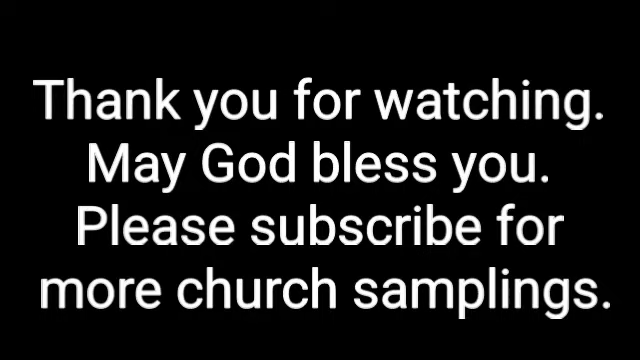 Thank you for watching.
May God bless you.
Please subscribe for
more church samplings.